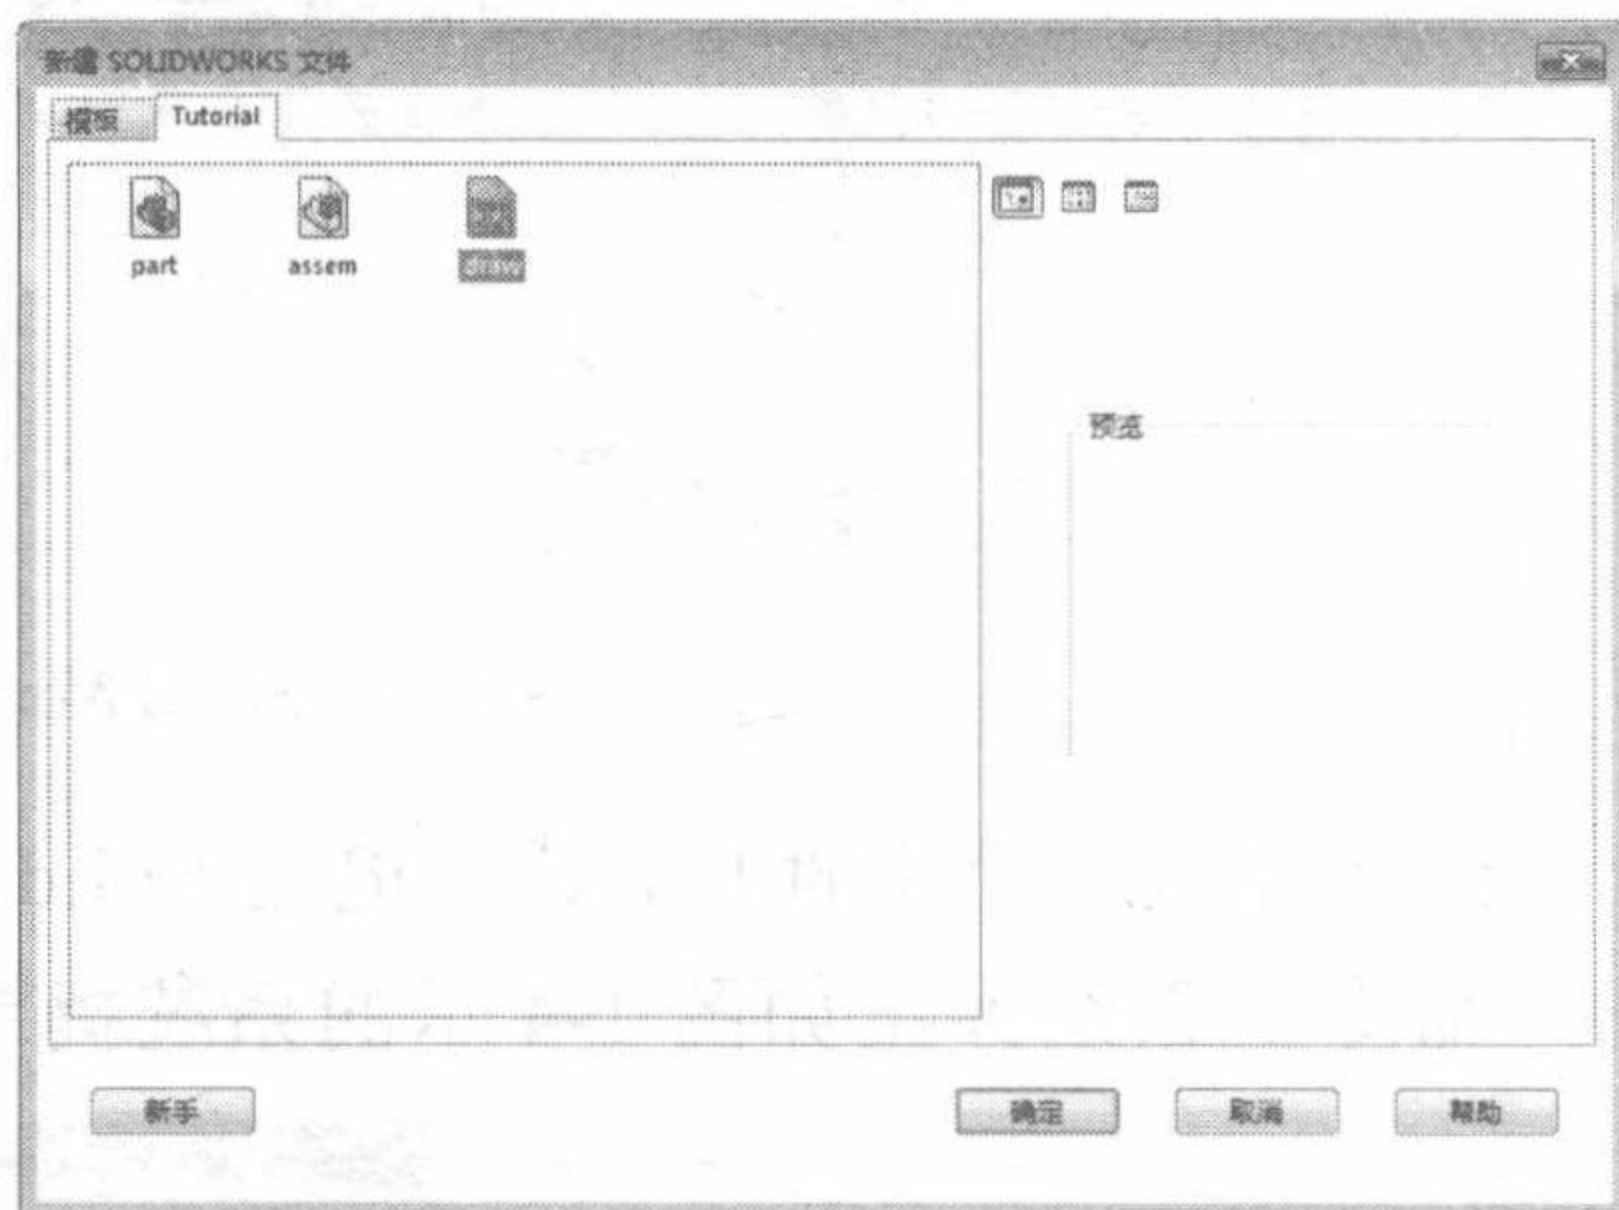 新建 SOLIDWORKS 文件
模板 Tutorial
part assem draw
预览
新手 确定 取消 帮助